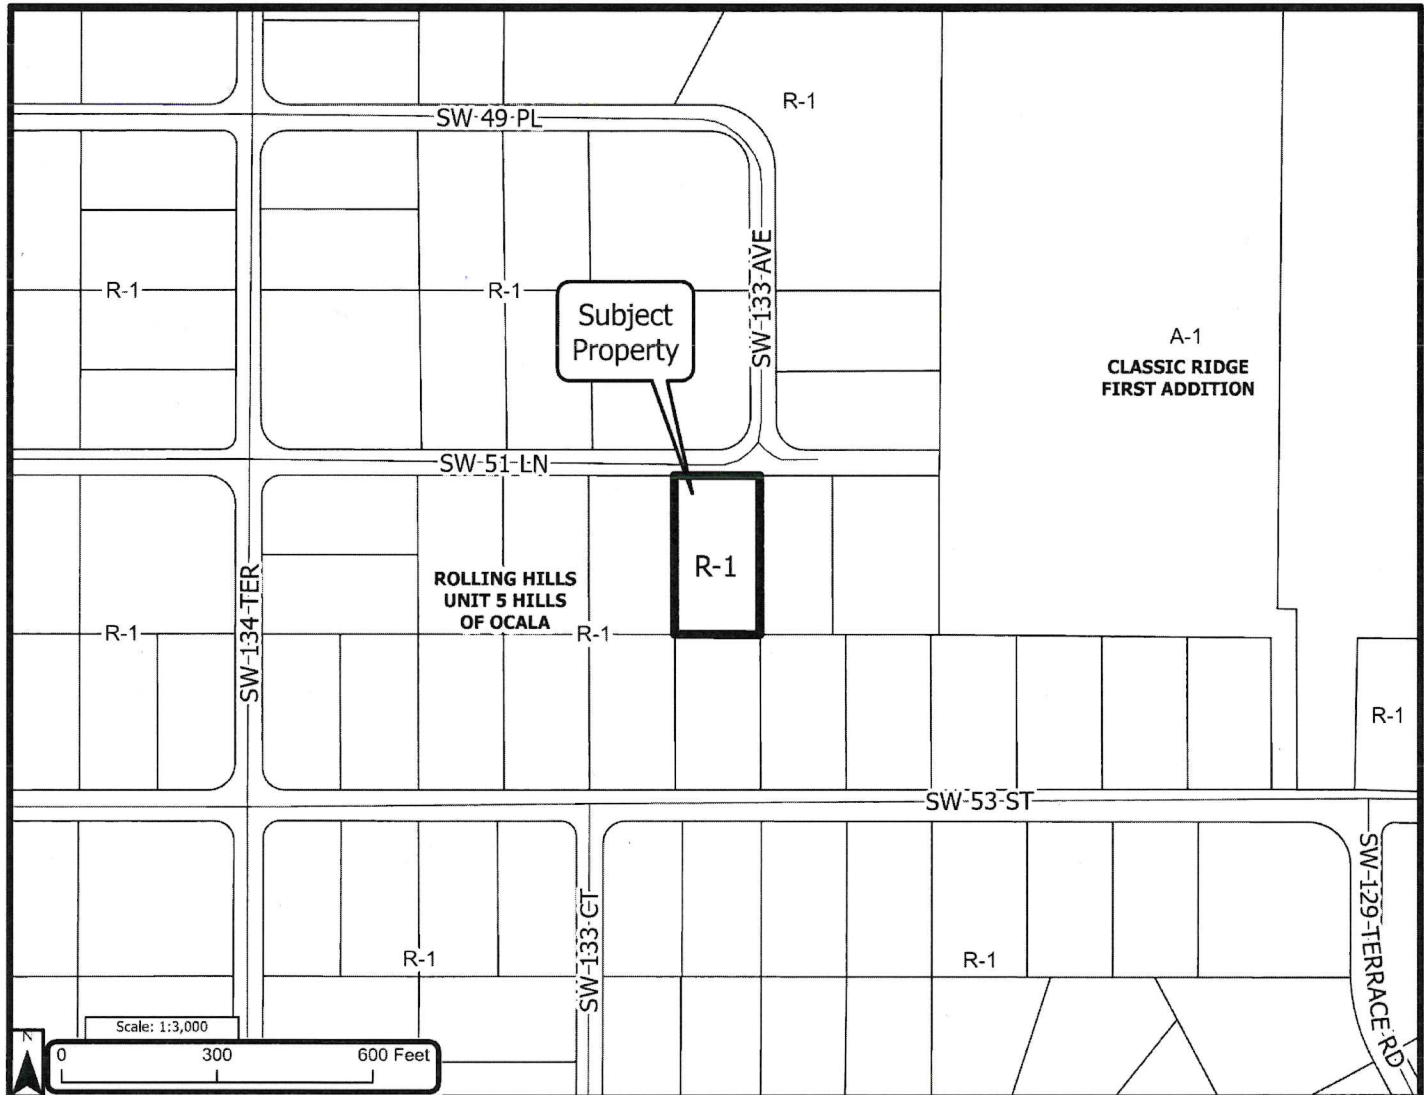 R-1
SW 49 PL
SW 133 AVE
R-1
R-1
Subject
Property
A-1
CLASSIC RIDGE
FIRST ADDITION
SW 51 LN
R-1
ROLLING HILLS
UNIT 5 HILLS
OF OCALA
SW 134 TER
R-1
R-1
R-1
SW 53 ST
SW 133 CT
SW 129 TERRACE RD
R-1
R-1
Scale: 1:3,000
N
0 300 600 Feet